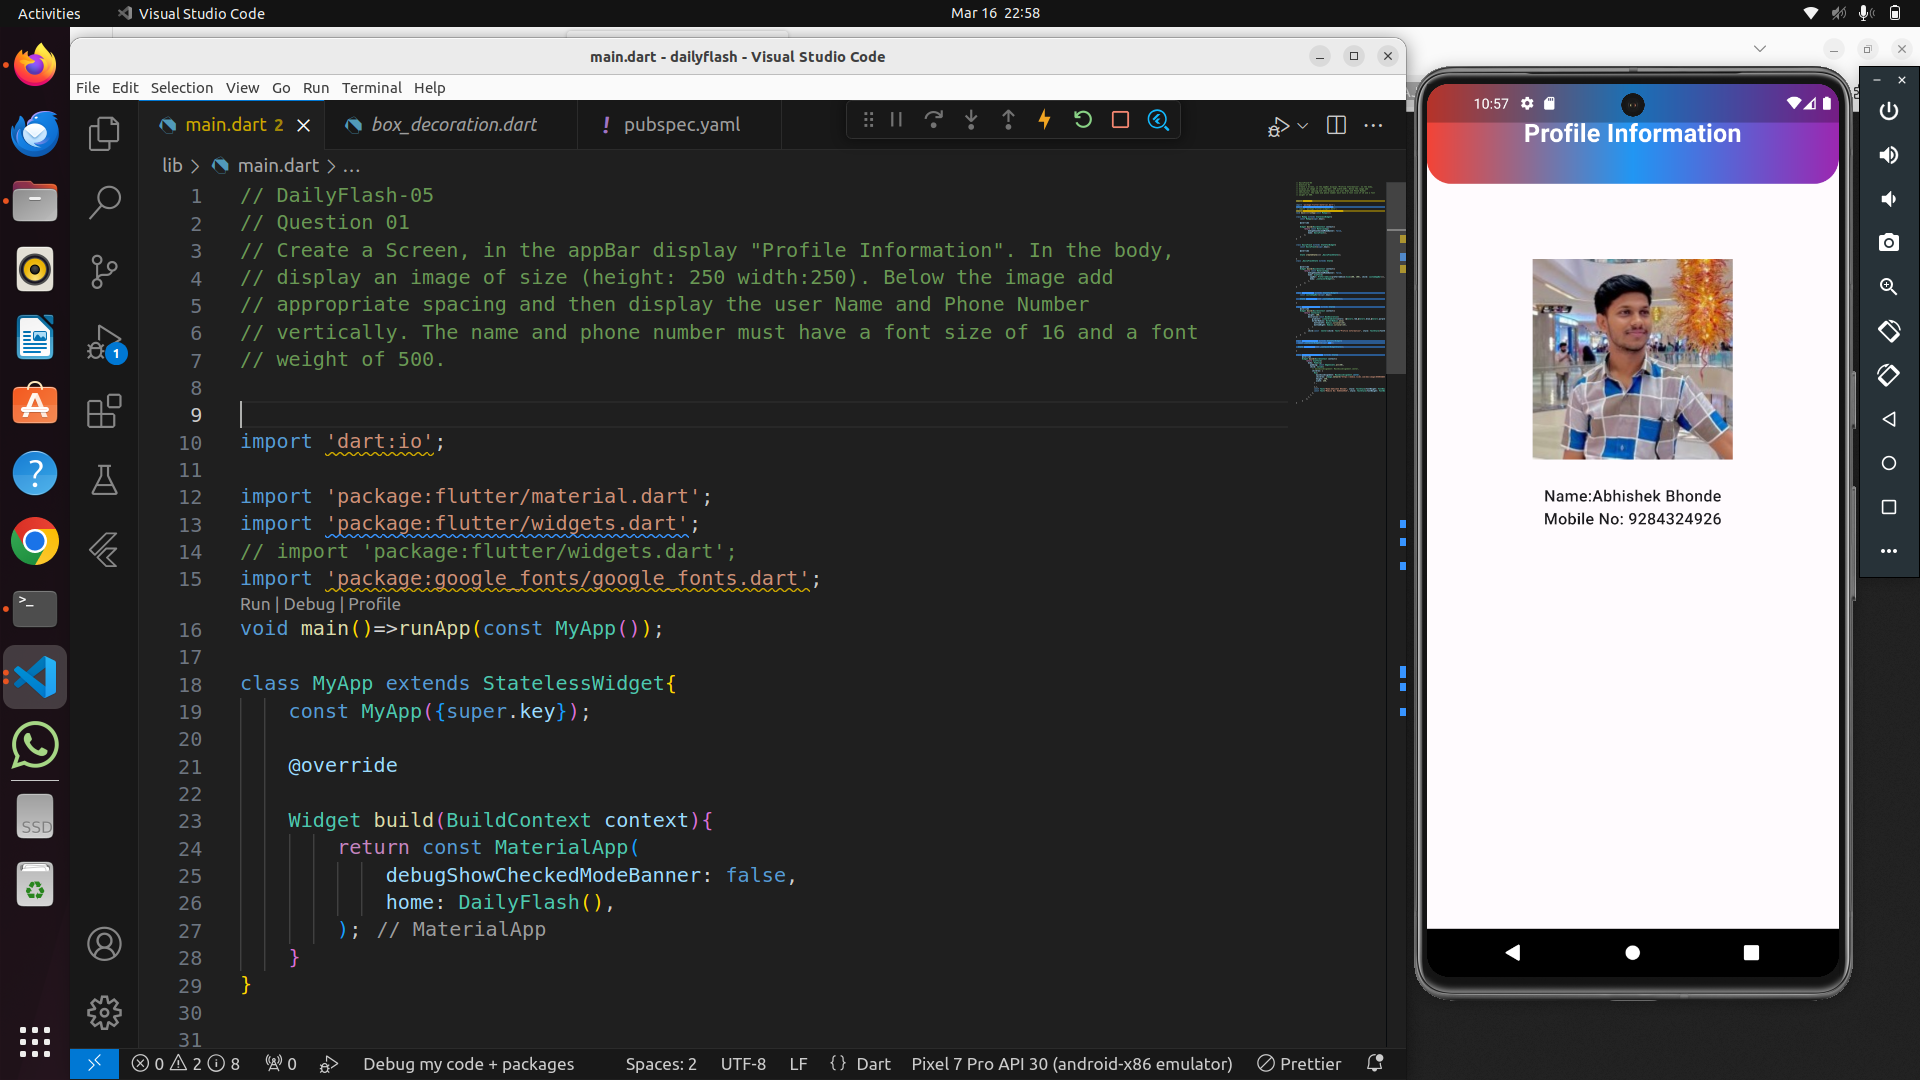 Activities
Visual Studio Code
Mar 16 22:58
main.dart - dailyflash - Visual Studio Code
File Edit Selection View Go Run Terminal Help
main.dart 2
box_decoration.dart
! pubspec.yaml
lib > main.dart > ...
1 // DailyFlash-05
2 // Question 01
3 // Create a Screen, in the appBar display "Profile Information". In the body,
4 // display an image of size (height: 250 width:250). Below the image add
5 // appropriate spacing and then display the user Name and Phone Number
6 // vertically. The name and phone number must have a font size of 16 and a font
7 // weight of 500.
8
9
10 import 'dart:io';
11
12 import 'package:flutter/material.dart';
13 import 'package:flutter/widgets.dart';
14 // import 'package:flutter/widgets.dart';
15 import 'package:google_fonts/google_fonts.dart';
Run | Debug | Profile
16 void main()=>runApp(const MyApp());
17
18 class MyApp extends StatelessWidget{
19 const MyApp({super.key});
20
21 @override
22
23 Widget build(BuildContext context){
24 return const MaterialApp(
25 debugShowCheckedModeBanner: false,
26 home: DailyFlash(),
27 ); // MaterialApp
28 }
29 }
30
31
1
SSD
0 2 8 0 Debug my code + packages Spaces: 2 UTF-8 LF {} Dart Pixel 7 Pro API 30 (android-x86 emulator) Prettier
10:57
Profile Information
Name:Abhishek Bhonde
Mobile No: 9284324926